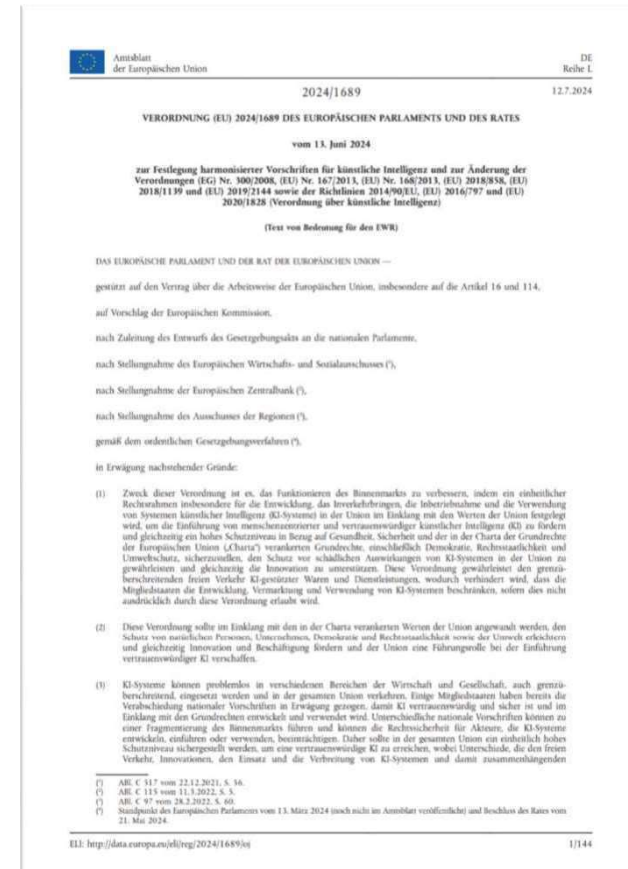 Amtsblatt
der Europäischen Union
DE
Reihe L
2024/1689
12.7.2024
VERORDNUNG (EU) 2024/1689 DES EUROPÄISCHEN PARLAMENTS UND DES RATES
vom 13. Juni 2024
zur Festlegung harmonisierter Vorschriften für künstliche Intelligenz und zur Änderung der
Verordnungen (EG) Nr. 300/2008, (EU) Nr. 167/2013, (EU) Nr. 168/2013, (EU) 2018/858, (EU)
2018/1139 und (EU) 2019/2144 sowie der Richtlinien 2014/90/EU, (EU) 2016/797 und (EU)
2020/1828 (Verordnung über künstliche Intelligenz)
(Text von Bedeutung für den EWR)
DAS EUROPÄISCHE PARLAMENT UND DER RAT DER EUROPÄISCHEN UNION —
gestützt auf den Vertrag über die Arbeitsweise der Europäischen Union, insbesondere auf die Artikel 16 und 114,
auf Vorschlag der Europäischen Kommission,
nach Zuleitung des Entwurfs des Gesetzgebungsakts an die nationalen Parlamente,
nach Stellungnahme des Europäischen Wirtschafts- und Sozialausschusses (¹),
nach Stellungnahme der Europäischen Zentralbank (²),
nach Stellungnahme des Ausschusses der Regionen (³),
gemäß dem ordentlichen Gesetzgebungsverfahren (⁴),
in Erwägung nachstehender Gründe:
(1) Zweck dieser Verordnung ist es, das Funktionieren des Binnenmarkts zu verbessern, indem ein einheitlicher
Rechtsrahmen insbesondere für die Entwicklung, das Inverkehrbringen, die Inbetriebnahme und die Verwendung
von Systemen künstlicher Intelligenz (KI-Systeme) in der Union im Einklang mit den Werten der Union festgelegt
wird, um die Einführung von menschenzentrierter und vertrauenswürdiger künstlicher Intelligenz (KI) zu fördern
und gleichzeitig ein hohes Schutzniveau in Bezug auf Gesundheit, Sicherheit und der in der Charta der Grundrechte
der Europäischen Union („Charta“) verankerten Grundrechte, einschließlich Demokratie, Rechtsstaatlichkeit und
Umweltschutz, sicherzustellen, den Schutz vor schädlichen Auswirkungen von KI-Systemen in der Union zu
gewährleisten und gleichzeitig die Innovation zu unterstützen. Diese Verordnung gewährleistet den grenzü-
berschreitenden freien Verkehr KI-gestützter Waren und Dienstleistungen, wodurch verhindert wird, dass die
Mitgliedstaaten die Entwicklung, Vermarktung und Verwendung von KI-Systemen beschränken, sofern dies nicht
ausdrücklich durch diese Verordnung erlaubt wird.
(2) Diese Verordnung sollte im Einklang mit den in der Charta verankerten Werten der Union angewandt werden, den
Schutz von natürlichen Personen, Unternehmen, Demokratie und Rechtsstaatlichkeit sowie der Umwelt erleichtern
und gleichzeitig Innovation und Beschäftigung fördern und der Union eine Führungsrolle bei der Einführung
vertrauenswürdiger KI verschaffen.
(3) KI-Systeme können problemlos in verschiedenen Bereichen der Wirtschaft und Gesellschaft, auch grenzü-
berschreitend, eingesetzt werden und in der gesamten Union verkehren. Einige Mitgliedstaaten haben bereits die
Verabschiedung nationaler Vorschriften in Erwägung gezogen, damit KI vertrauenswürdig und sicher ist und im
Einklang mit den Grundrechten entwickelt und verwendet wird. Unterschiedliche nationale Vorschriften können zu
einer Fragmentierung des Binnenmarkts führen und können die Rechtssicherheit für Akteure, die KI-Systeme
entwickeln, einführen oder verwenden, beeinträchtigen. Daher sollte in der gesamten Union ein einheitlich hohes
Schutzniveau sichergestellt werden, um eine vertrauenswürdige KI zu erreichen, wobei Unterschiede, die den freien
Verkehr, Innovationen, den Einsatz und die Verbreitung von KI-Systemen und damit zusammenhängenden
(¹) ABl. C 517 vom 22.12.2021, S. 56.
(²) ABl. C 115 vom 11.3.2022, S. 5.
(³) ABl. C 97 vom 28.2.2022, S. 60.
(⁴) Standpunkt des Europäischen Parlaments vom 13. März 2024 (noch nicht im Amtsblatt veröffentlicht) und Beschluss des Rates vom
21. Mai 2024.
ELI: http://data.europa.eu/eli/reg/2024/1689/oj
1/144